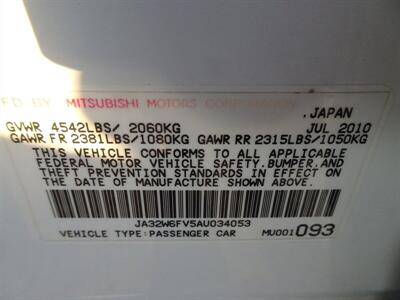 FD BY MITSUBISHI MOTORS CORPORATION
, JAPAN
GVWR 4542LBS/ 2060KG JUL 2010
GAWR FR 2381LBS/1080KG GAWR RR 2315LBS/1050KG
THIS VEHICLE CONFORMS TO ALL APPLICABLE
FEDERAL MOTOR VEHICLE SAFETY,BUMPER,AND
THEFT PREVENTION STANDARDS IN EFFECT ON
THE DATE OF MANUFACTURE SHOWN ABOVE.
JA32W6FV5AU034053
VEHICLE TYPE:PASSENGER CAR MU001093